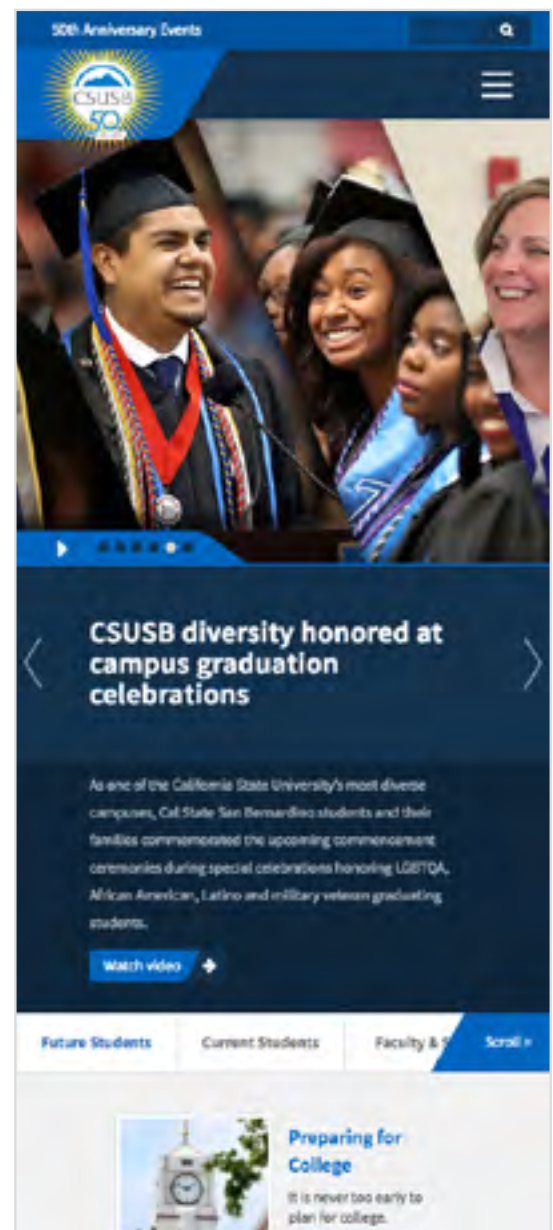 50th Anniversary Events
CSUSB
50
CSUSB diversity honored at
campus graduation
celebrations
As one of the California State University's most diverse
campuses, Cal State San Bernardino students and their
families commemorated the upcoming commencement
ceremonies during special celebrations honoring LGBTQA,
African American, Latino and military veteran graduating
students.
Watch video
Future Students
Current Students
Faculty & S
Scroll »
Preparing for
College
It is never too early to
plan for college.